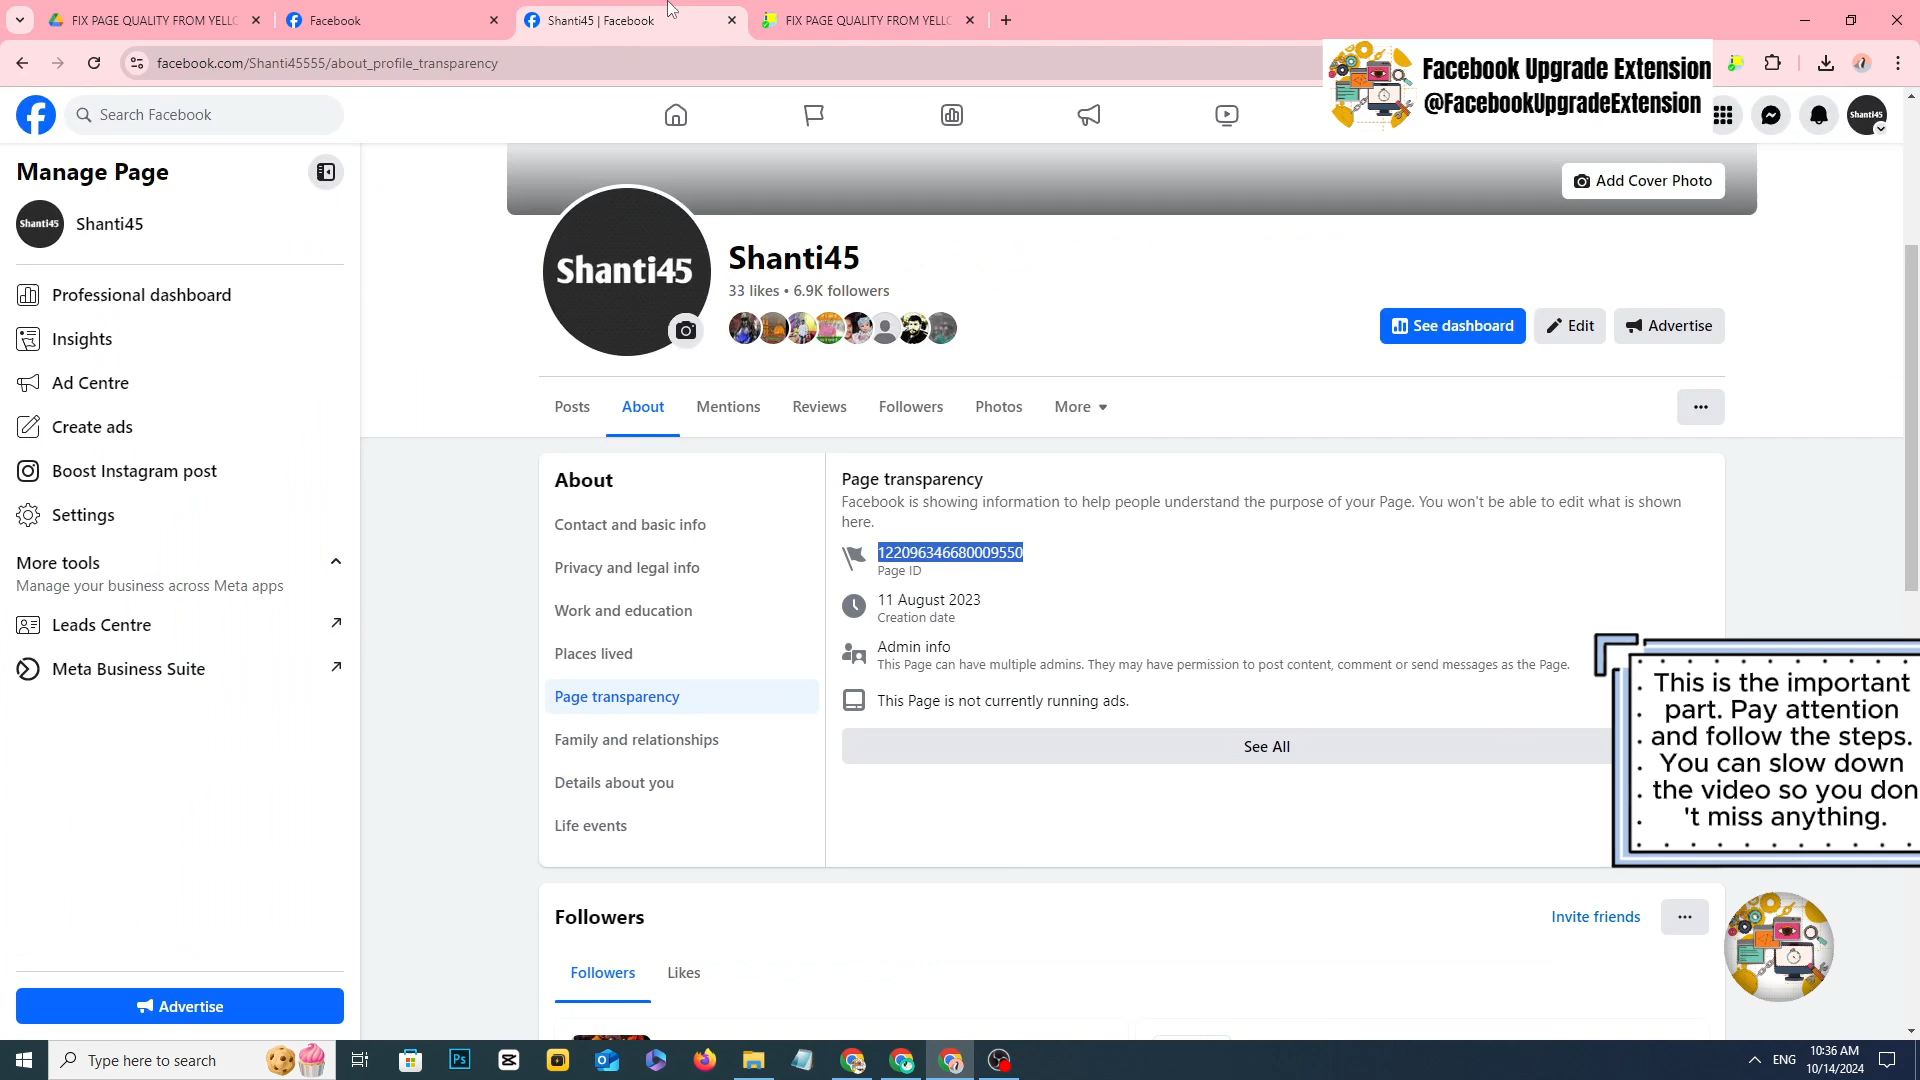 FIX PAGE QUALITY FROM YELLO
Facebook
Shanti45 | Facebook
FIX PAGE QUALITY FROM YELLO
facebook.com/Shanti45555/about_profile_transparency
Facebook Upgrade Extension
@FacebookUpgradeExtension
Search Facebook
Shanti45
Manage Page
Shanti45
Shanti45
Professional dashboard
Insights
Ad Centre
Create ads
Boost Instagram post
Settings
More tools
Manage your business across Meta apps
Leads Centre
Meta Business Suite
Advertise
Add Cover Photo
Shanti45
Shanti45
33 likes • 6.9K followers
See dashboard
Edit
Advertise
Posts
About
Mentions
Reviews
Followers
Photos
More
About
Contact and basic info
Privacy and legal info
Work and education
Places lived
Page transparency
Family and relationships
Details about you
Life events
Page transparency
Facebook is showing information to help people understand the purpose of your Page. You won't be able to edit what is shown
here.
122096346680009550
Page ID
11 August 2023
Creation date
Admin info
This Page can have multiple admins. They may have permission to post content, comment or send messages as the Page.
This Page is not currently running ads.
See All
This is the important
part. Pay attention
and follow the steps.
You can slow down
the video so you don
't miss anything.
Followers
Invite friends
Followers
Likes
Type here to search
Ps
ENG
10:36 AM
10/14/2024